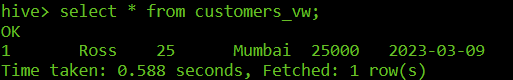 hive> select * from customers_vw;
OK
1       Ross    25      Mumbai  25000   2023-03-09
Time taken: 0.588 seconds, Fetched: 1 row(s)